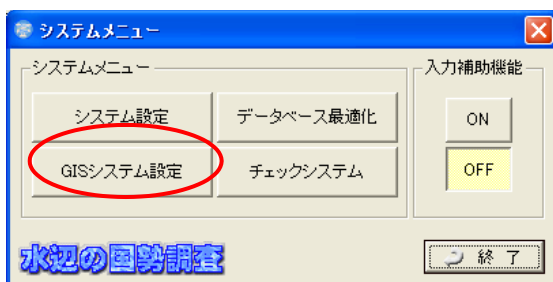 システムメニュー
システムメニュー
システム設定
データベース最適化
GISシステム設定
チェックシステム
入力補助機能
ON
OFF
水辺の国勢調査
終 了